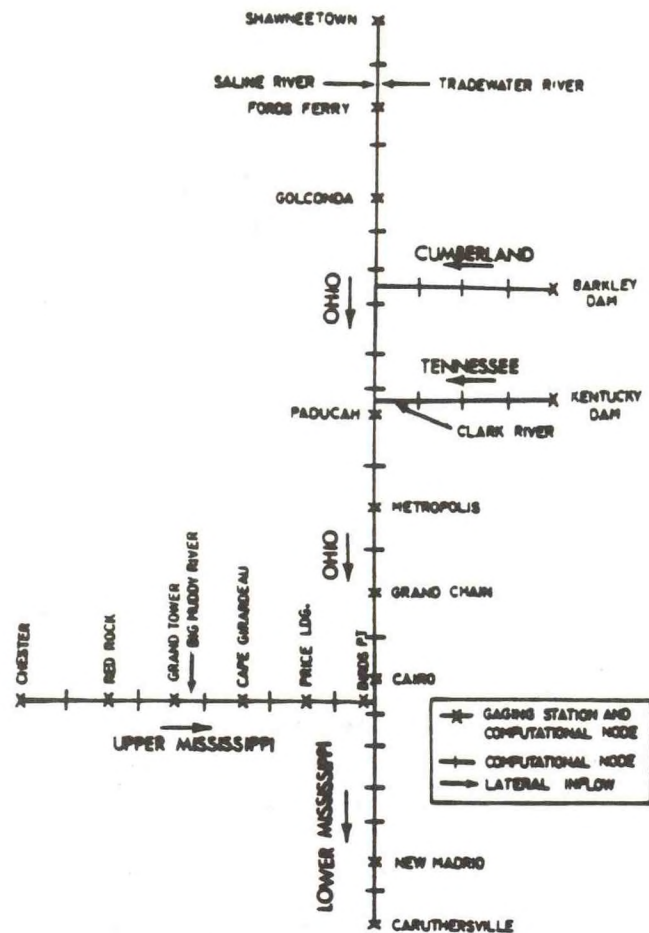 SHAWNEETOWN
SALINE RIVER
TRADEWATER RIVER
FORDS FERRY
GOLCONDA
CUMBERLAND
BARKLEY
DAM
OHIO
TENNESSEE
KENTUCKY
DAM
PADUCAH
CLARK RIVER
METROPOLIS
OHIO
GRAND CHAIN
CHESTER
RED ROCK
GRAND TOWER
BIG MUDDY RIVER
CAPE GIRARDEAU
PRICE LDG.
BIRDS PT
CAIRO
UPPER MISSISSIPPI
GAGING STATION AND
COMPUTATIONAL NODE
COMPUTATIONAL NODE
LATERAL INFLOW
LOWER MISSISSIPPI
NEW MADRID
CARUTHERSVILLE